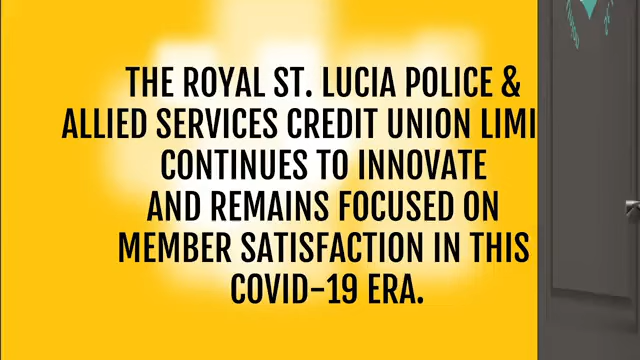 THE ROYAL ST. LUCIA POLICE &
ALLIED SERVICES CREDIT UNION LIMI
CONTINUES TO INNOVATE
AND REMAINS FOCUSED ON
MEMBER SATISFACTION IN THIS
COVID-19 ERA.